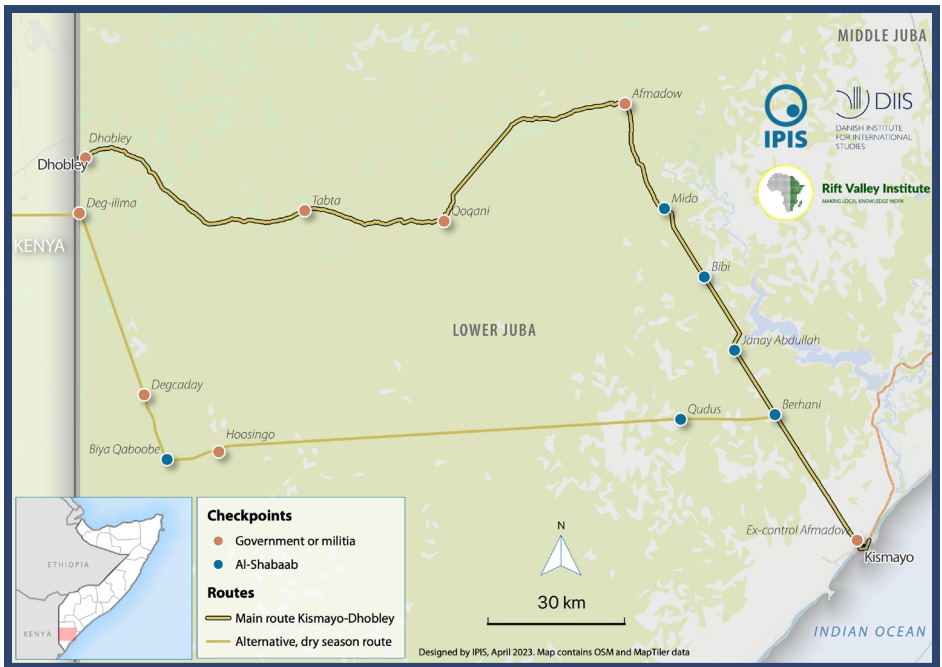 MIDDLE JUBA
Afmadow
IPIS
DIIS
DANISH INSTITUTE
FOR INTERNATIONAL
STUDIES
Dhobley
Dhobley
Rift Valley Institute
MAKING LOCAL KNOWLEDGE WORK
Deg-ilima
Tabta
Qoqani
Mido
KENYA
Bibi
LOWER JUBA
Janay Abdullah
Degcaday
Qudus
Berhani
Hoosingo
Biya Qaboobe
Ex-control Afmadow
Kismayo
ETHIOPIA
KENYA
Checkpoints
Government or militia
Al-Shabaab
Routes
Main route Kismayo-Dhobley
Alternative, dry season route
N
30 km
INDIAN OCEAN
Designed by IPIS, April 2023. Map contains OSM and MapTiler data